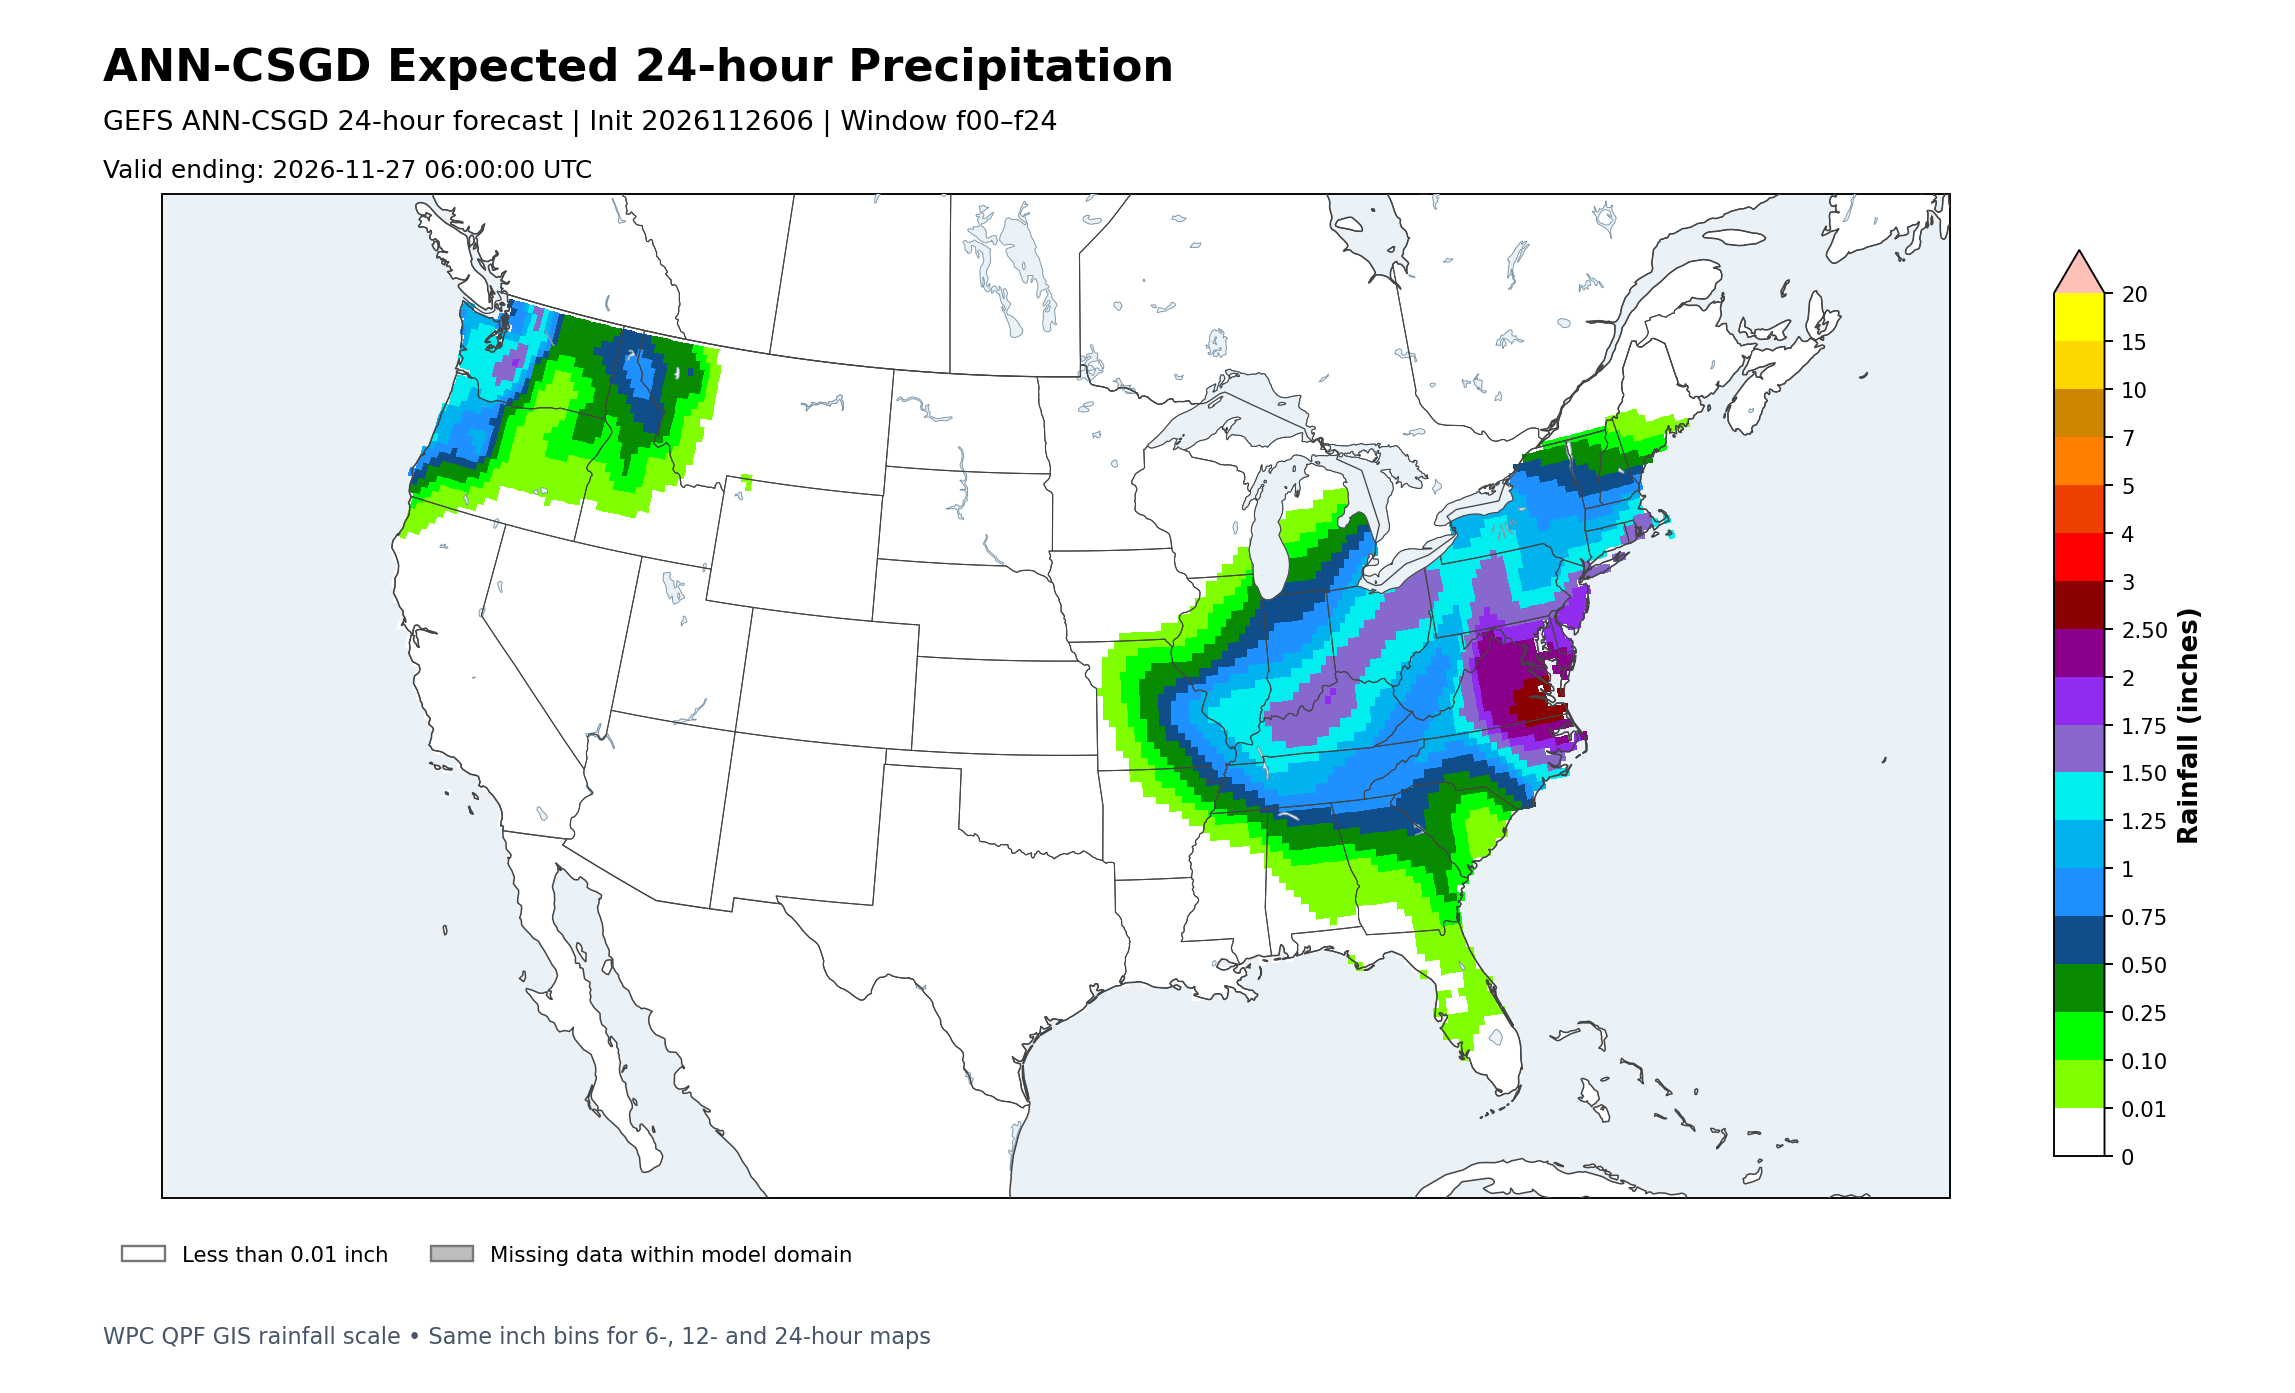 ANN-CSGD Expected 24-hour Precipitation
GEFS ANN-CSGD 24-hour forecast | Init 2026112606 | Window f00–f24
Valid ending: 2026-11-27 06:00:00 UTC
20
15
10
7
5
4
3
2.50
2
1.75
1.50
1.25
1
0.75
0.50
0.25
0.10
0.01
0
Rainfall (inches)
Less than 0.01 inch
Missing data within model domain
WPC QPF GIS rainfall scale • Same inch bins for 6-, 12- and 24-hour maps